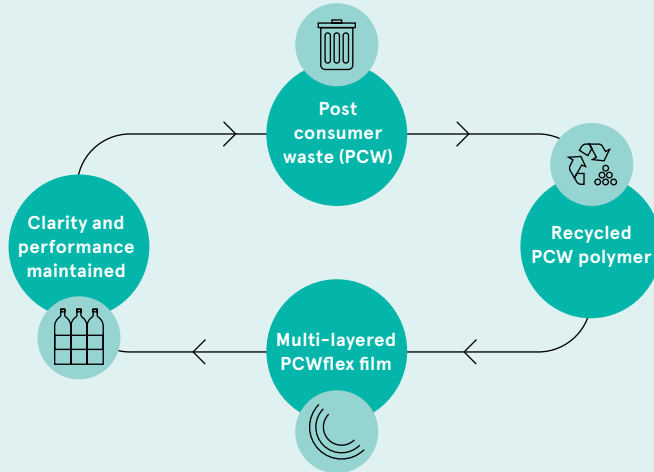 Post
consumer
waste (PCW)
Recycled
PCW polymer
Multi-layered
PCWflex film
Clarity and
performance
maintained